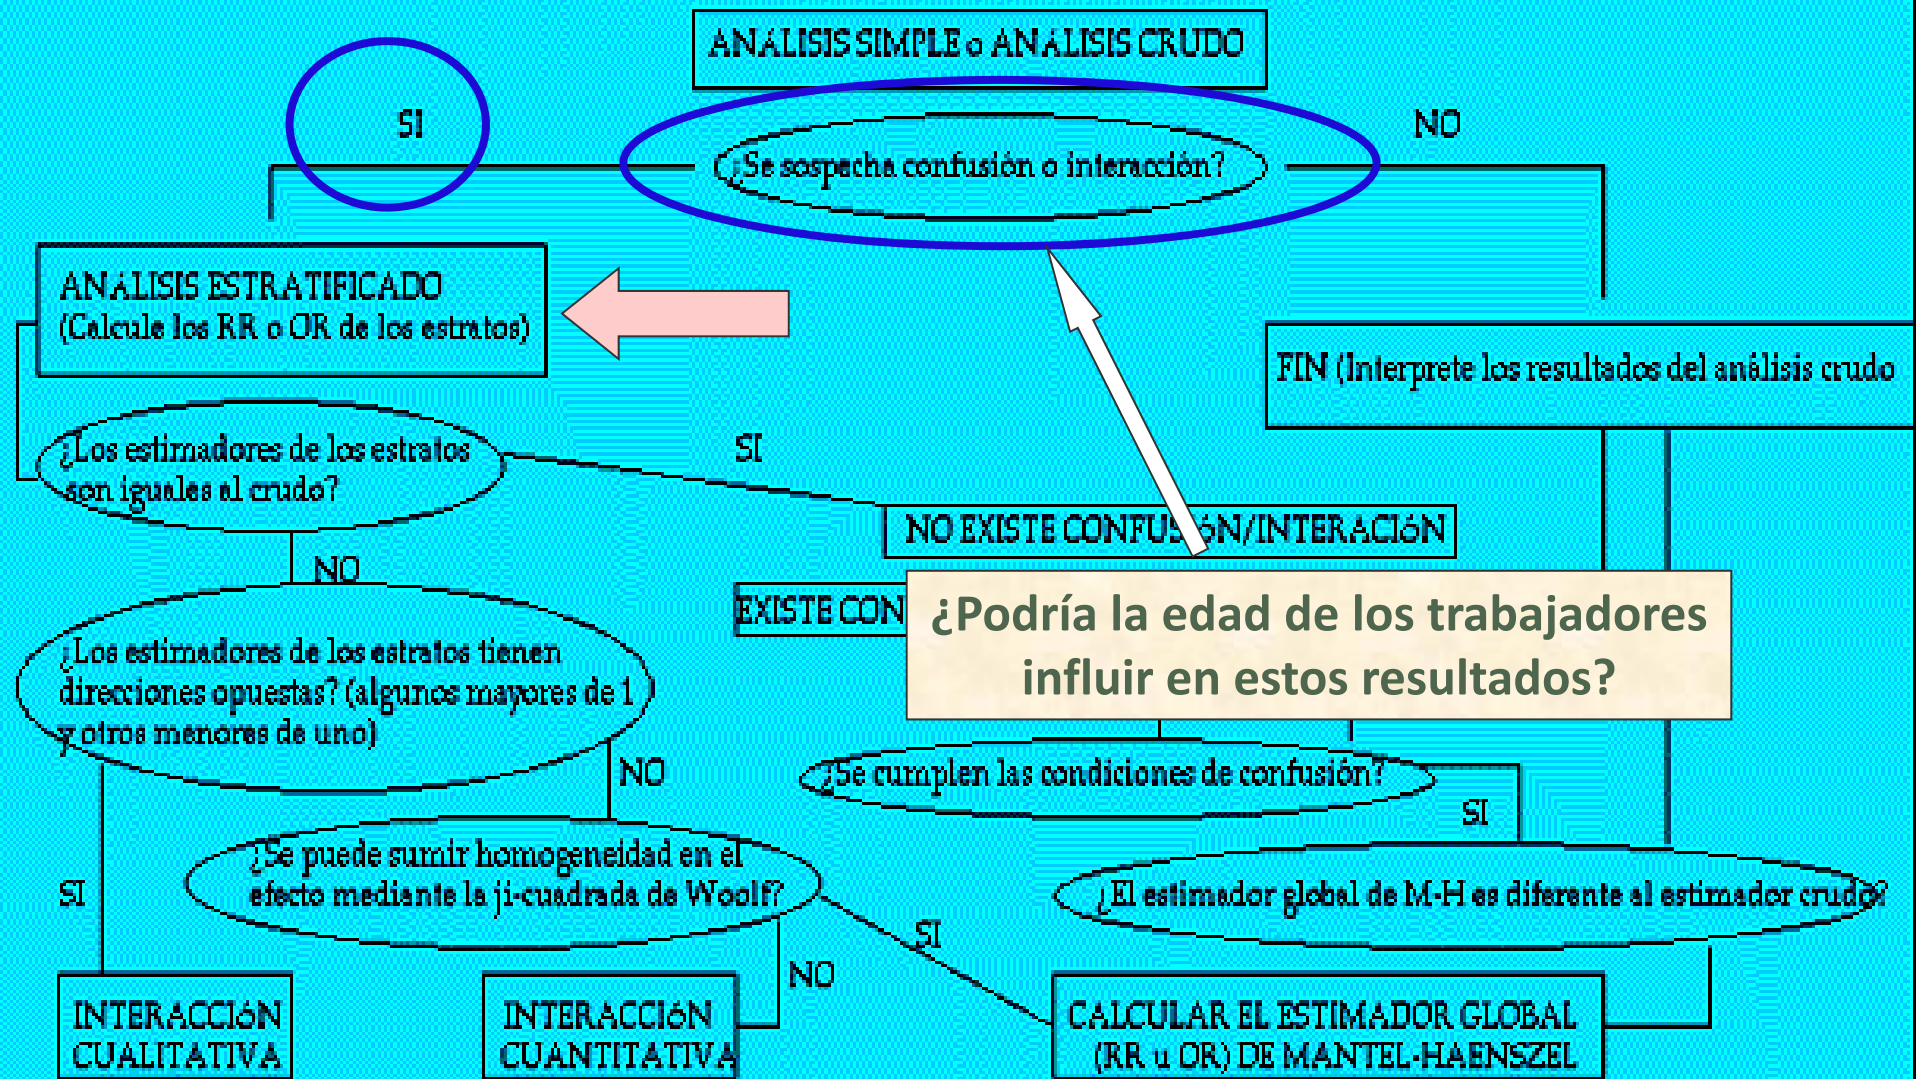 ANÁLISIS SIMPLE o ANÁLISIS CRUDO
SI
NO
¿Se sospecha confusión o interacción?
ANALISIS ESTRATIFICADO
(Calcule los RR o OR de los estratos)
FIN (Interprete los resultados del análisis crudo
¿Los estimadores de los estratos
son iguales al crudo?
SI
NO EXISTE CONFUSIóN/INTERACIóN
NO
EXISTE CON
¿Podría la edad de los trabajadores
influir en estos resultados?
¿Los estimadores de los estratos tienen
direcciones opuestas? (algunos mayores de 1
y otros menores de uno)
NO
¿Se cumplen las condiciones de confusión?
SI
¿Se puede sumir homogeneidad en el
efecto mediante la ji-cuadrada de Woolf?
SI
¿El estimador global de M-H es diferente al estimador crudo?
SI
NO
INTERACCIóN
CUALITATIVA
INTERACCIóN
CUANTITATIVA
CALCULAR EL ESTIMADOR GLOBAL
(RR u OR) DE MANTEL-HAENSZEL